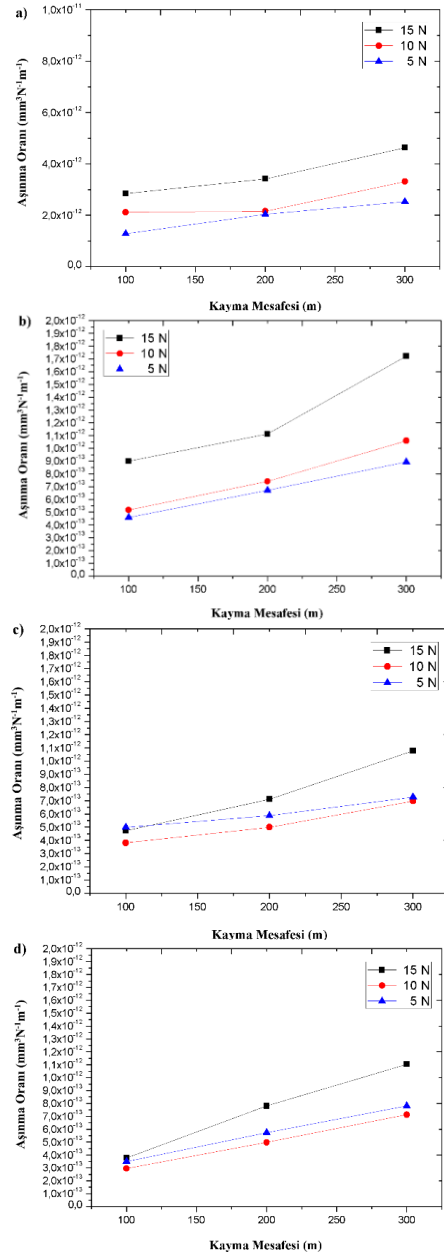 a)
1,0x10⁻¹¹
8,0x10⁻¹²
6,0x10⁻¹²
4,0x10⁻¹²
2,0x10⁻¹²
0,0
Aşınma Oranı (mm³N⁻¹m⁻¹)
15 N
10 N
5 N
100 150 200 250 300
Kayma Mesafesi (m)
b)
2,0x10⁻¹²
1,9x10⁻¹²
1,8x10⁻¹²
1,7x10⁻¹²
1,6x10⁻¹²
1,5x10⁻¹²
1,4x10⁻¹²
1,3x10⁻¹²
1,2x10⁻¹²
1,1x10⁻¹²
1,0x10⁻¹²
9,0x10⁻¹³
8,0x10⁻¹³
7,0x10⁻¹³
6,0x10⁻¹³
5,0x10⁻¹³
4,0x10⁻¹³
3,0x10⁻¹³
2,0x10⁻¹³
1,0x10⁻¹³
0,0
Aşınma Oranı (mm³N⁻¹m⁻¹)
15 N
10 N
5 N
100 150 200 250 300
Kayma Mesafesi (m)
c)
2,0x10⁻¹²
1,9x10⁻¹²
1,8x10⁻¹²
1,7x10⁻¹²
1,6x10⁻¹²
1,5x10⁻¹²
1,4x10⁻¹²
1,3x10⁻¹²
1,2x10⁻¹²
1,1x10⁻¹²
1,0x10⁻¹²
9,0x10⁻¹³
8,0x10⁻¹³
7,0x10⁻¹³
6,0x10⁻¹³
5,0x10⁻¹³
4,0x10⁻¹³
3,0x10⁻¹³
2,0x10⁻¹³
1,0x10⁻¹³
0,0
Aşınma Oranı (mm³N⁻¹m⁻¹)
15 N
10 N
5 N
100 150 200 250 300
Kayma Mesafesi (m)
d)
2,0x10⁻¹²
1,9x10⁻¹²
1,8x10⁻¹²
1,7x10⁻¹²
1,6x10⁻¹²
1,5x10⁻¹²
1,4x10⁻¹²
1,3x10⁻¹²
1,2x10⁻¹²
1,1x10⁻¹²
1,0x10⁻¹²
9,0x10⁻¹³
8,0x10⁻¹³
7,0x10⁻¹³
6,0x10⁻¹³
5,0x10⁻¹³
4,0x10⁻¹³
3,0x10⁻¹³
2,0x10⁻¹³
1,0x10⁻¹³
0,0
Aşınma Oranı (mm³N⁻¹m⁻¹)
15 N
10 N
5 N
100 150 200 250 300
Kayma Mesafesi (m)